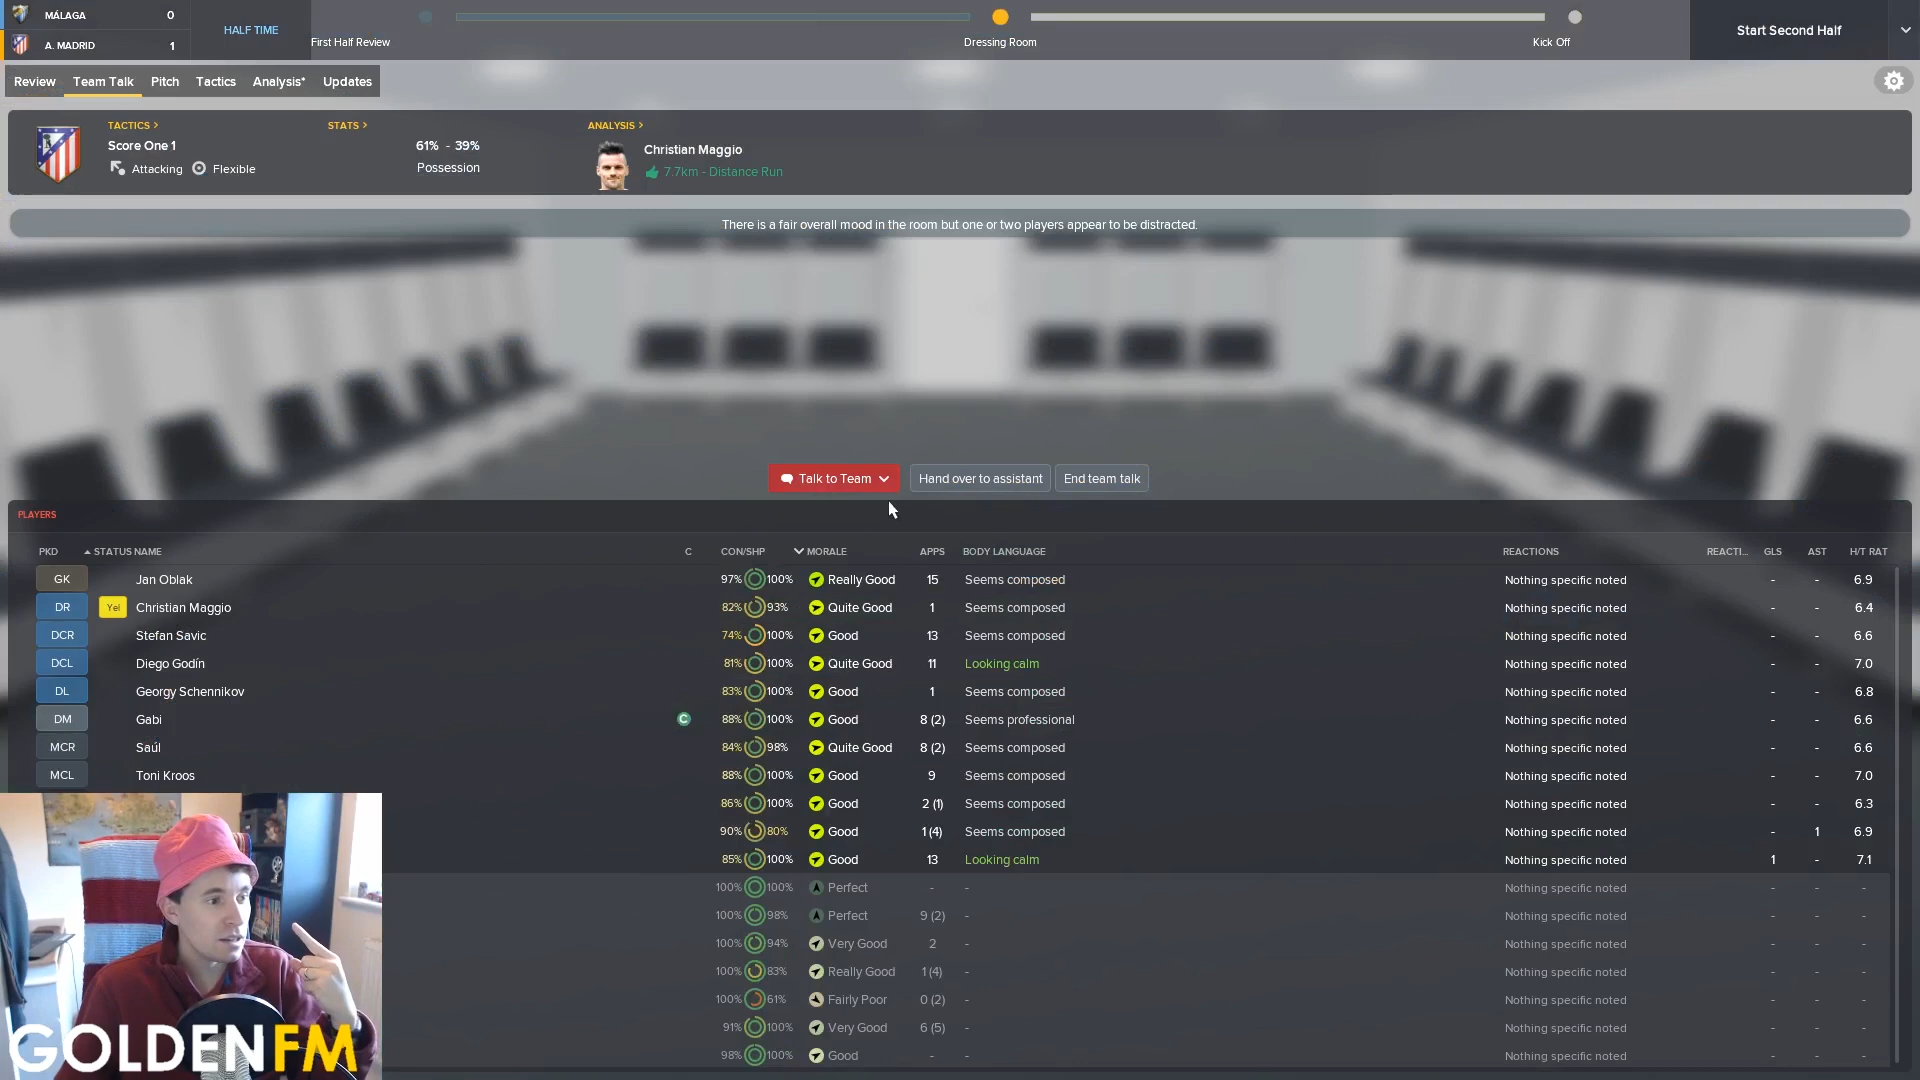 MÁLAGA 0
A. MADRID 1
HALF TIME
First Half Review
Dressing Room
Kick Off
Start Second Half
Review Team Talk Pitch Tactics Analysis* Updates
TACTICS >
Score One 1
Attacking Flexible
STATS >
61% - 39%
Possession
ANALYSIS >
Christian Maggio
7.7km - Distance Run
There is a fair overall mood in the room but one or two players appear to be distracted.
Talk to Team
Hand over to assistant
End team talk
PLAYERS
PKD STATUS NAME C CON/SHP MORALE APPS BODY LANGUAGE REACTIONS REACTI... GLS AST H/T RAT
GK Jan Oblak 97% 100% Really Good 15 Seems composed Nothing specific noted - - 6.9
DR Yel Christian Maggio 82% 93% Quite Good 1 Seems composed Nothing specific noted - - 6.4
DCR Stefan Savic 74% 100% Good 13 Seems composed Nothing specific noted - - 6.6
DCL Diego Godín 81% 100% Quite Good 11 Looking calm Nothing specific noted - - 7.0
DL Georgy Schennikov 83% 100% Good 1 Seems composed Nothing specific noted - - 6.8
DM Gabi C 88% 100% Good 8 (2) Seems professional Nothing specific noted - - 6.6
MCR Saúl 84% 98% Quite Good 8 (2) Seems composed Nothing specific noted - - 6.6
MCL Toni Kroos 88% 100% Good 9 Seems composed Nothing specific noted - - 7.0
86% 100% Good 2 (1) Seems composed Nothing specific noted - - 6.3
90% 80% Good 1 (4) Seems composed Nothing specific noted - 1 6.9
85% 100% Good 13 Looking calm Nothing specific noted 1 - 7.1
100% 100% Perfect - - Nothing specific noted - - -
100% 98% Perfect 9 (2) - Nothing specific noted - - -
100% 94% Very Good 2 - Nothing specific noted - - -
100% 83% Really Good 1 (4) - Nothing specific noted - - -
100% 61% Fairly Poor 0 (2) - Nothing specific noted - - -
91% 100% Very Good 6 (5) - Nothing specific noted - - -
98% 100% Good - - Nothing specific noted - - -
GOLDENFM